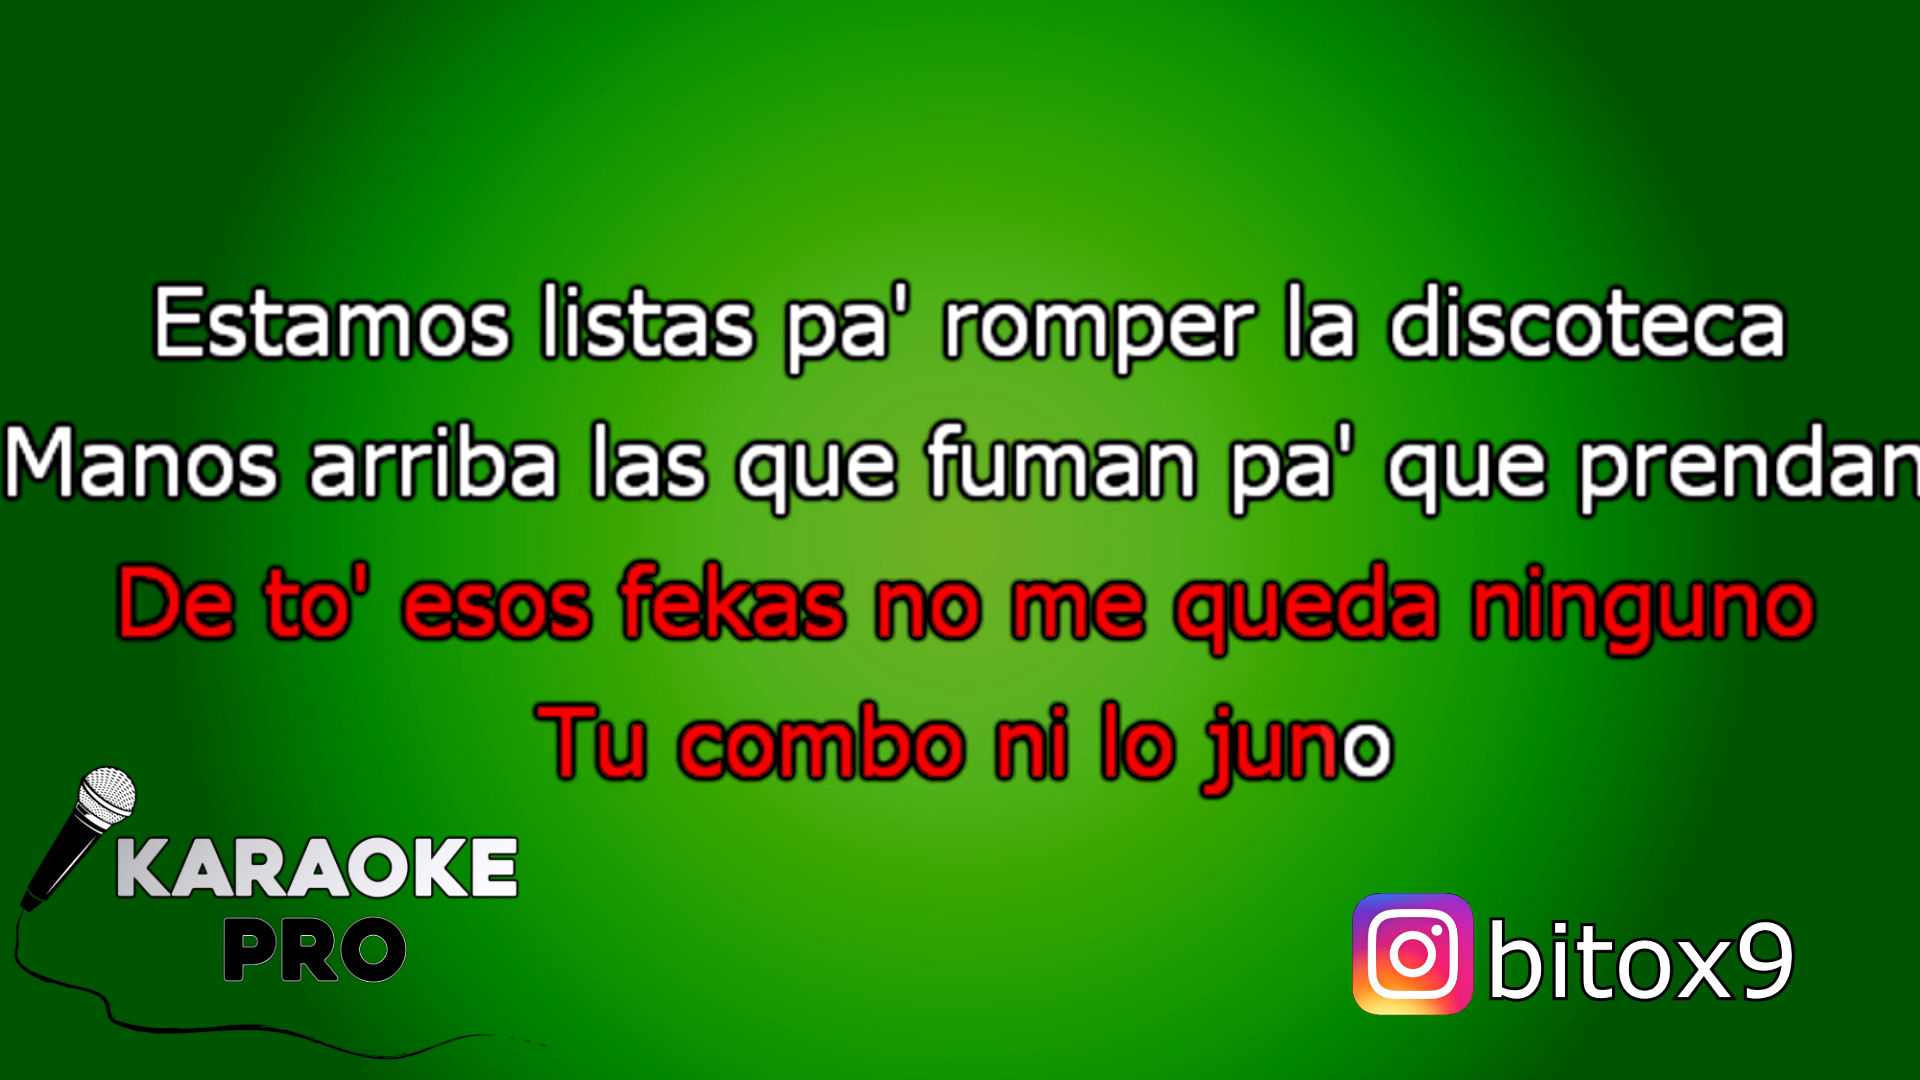 Estamos listas pa' romper la discoteca
Manos arriba las que fuman pa' que prendan
De to' esos fekas no me queda ninguno
Tu combo ni lo juno
KARAOKE
PRO
bitox9